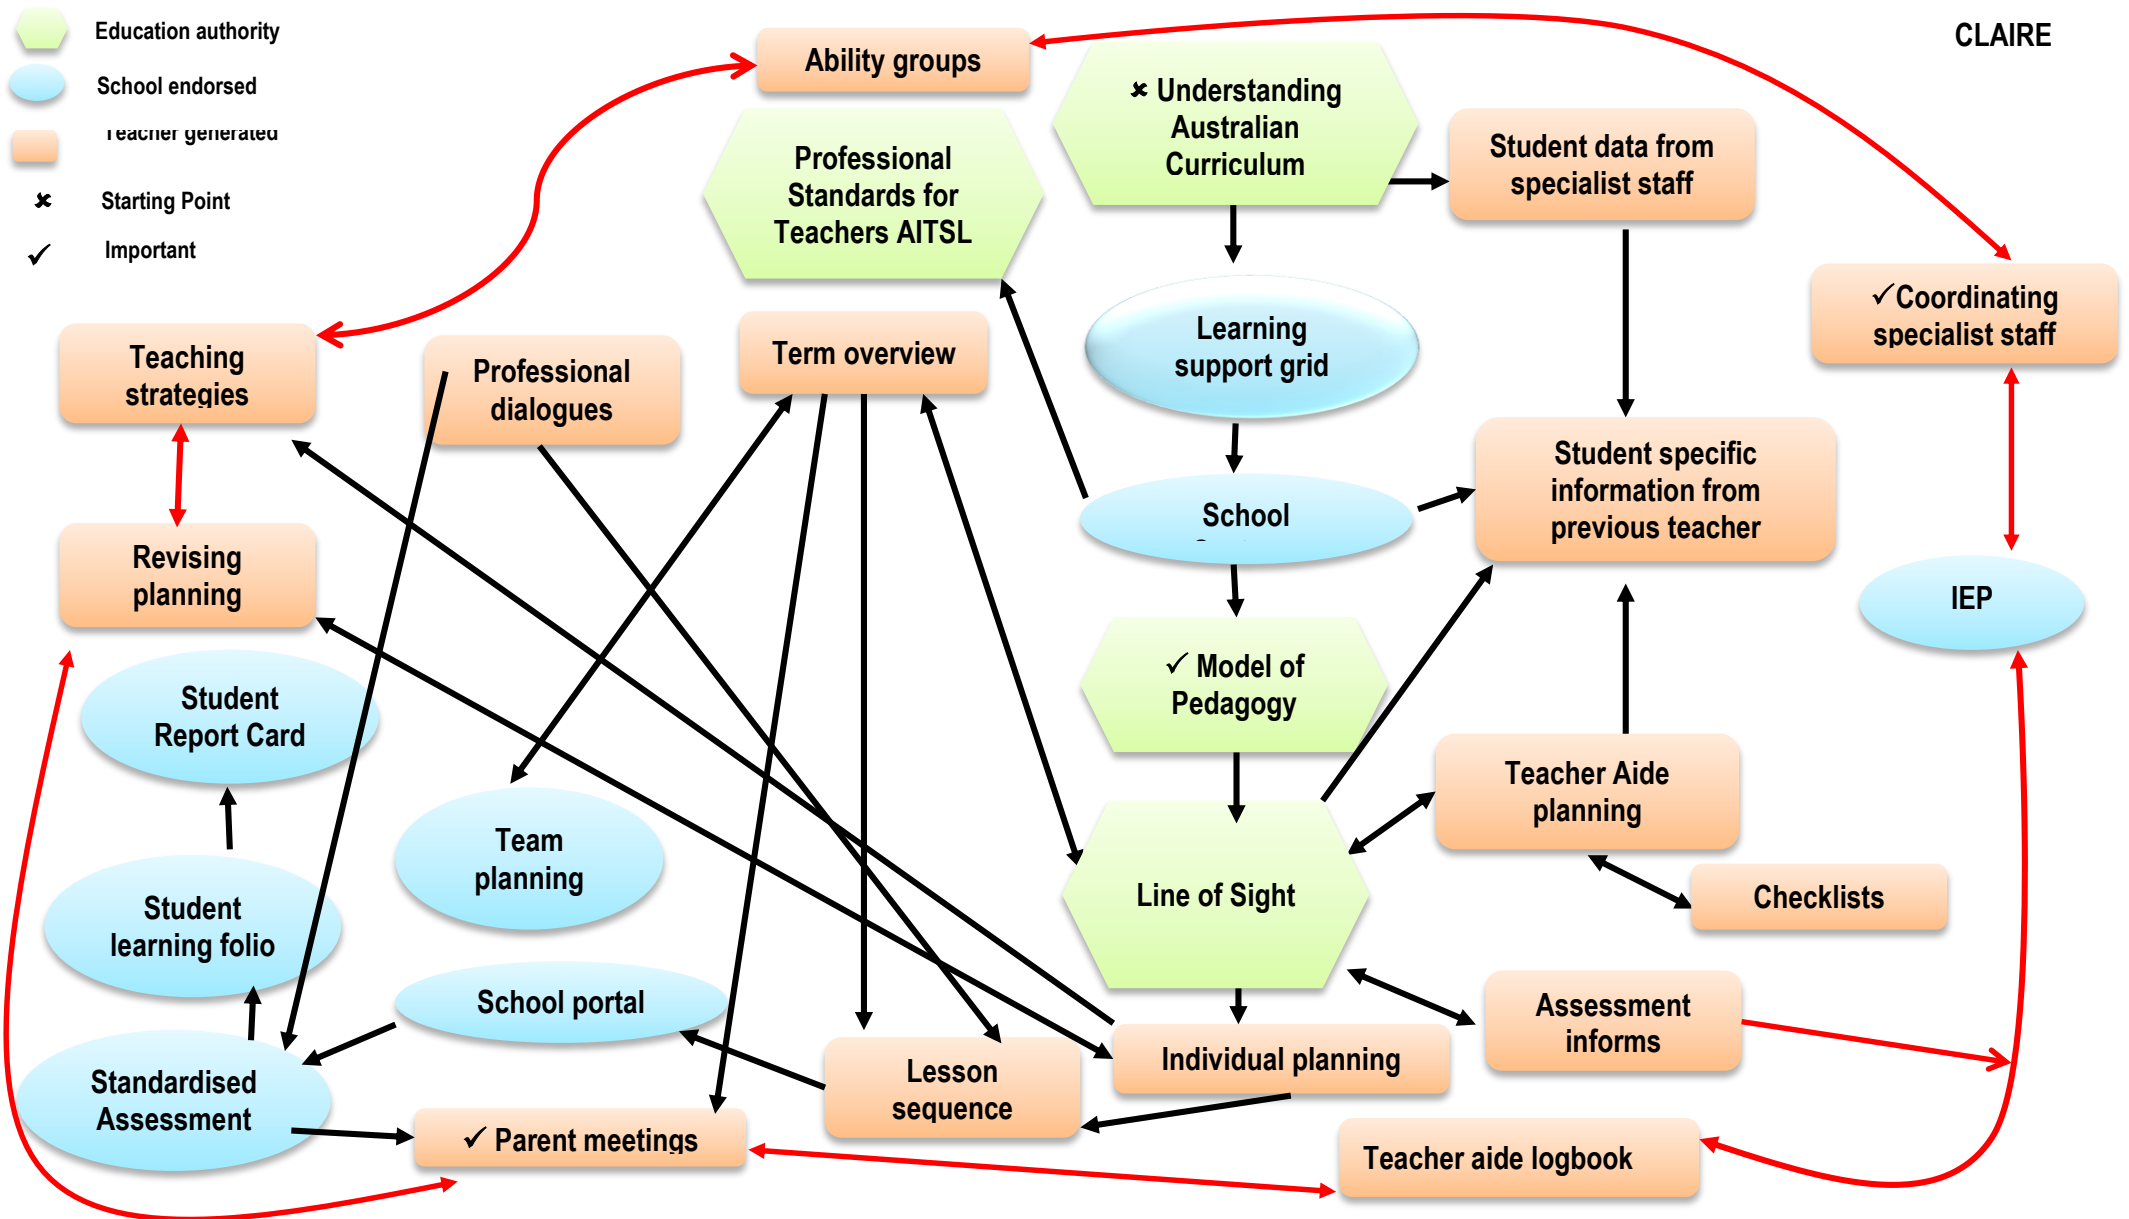 Education authority
School endorsed
Teacher generated
Starting Point
Important
CLAIRE
Ability groups
Understanding
Australian
Curriculum
Professional
Standards for
Teachers AITSL
Student data from
specialist staff
Coordinating
specialist staff
Learning
support grid
Term overview
Teaching
strategies
Professional
dialogues
Student specific
information from
previous teacher
School
Revising
planning
IEP
Model of
Pedagogy
Student
Report Card
Teacher Aide
planning
Team
planning
Line of Sight
Checklists
Student
learning folio
School portal
Assessment
informs
Individual planning
Lesson
sequence
Standardised
Assessment
Parent meetings
Teacher aide logbook